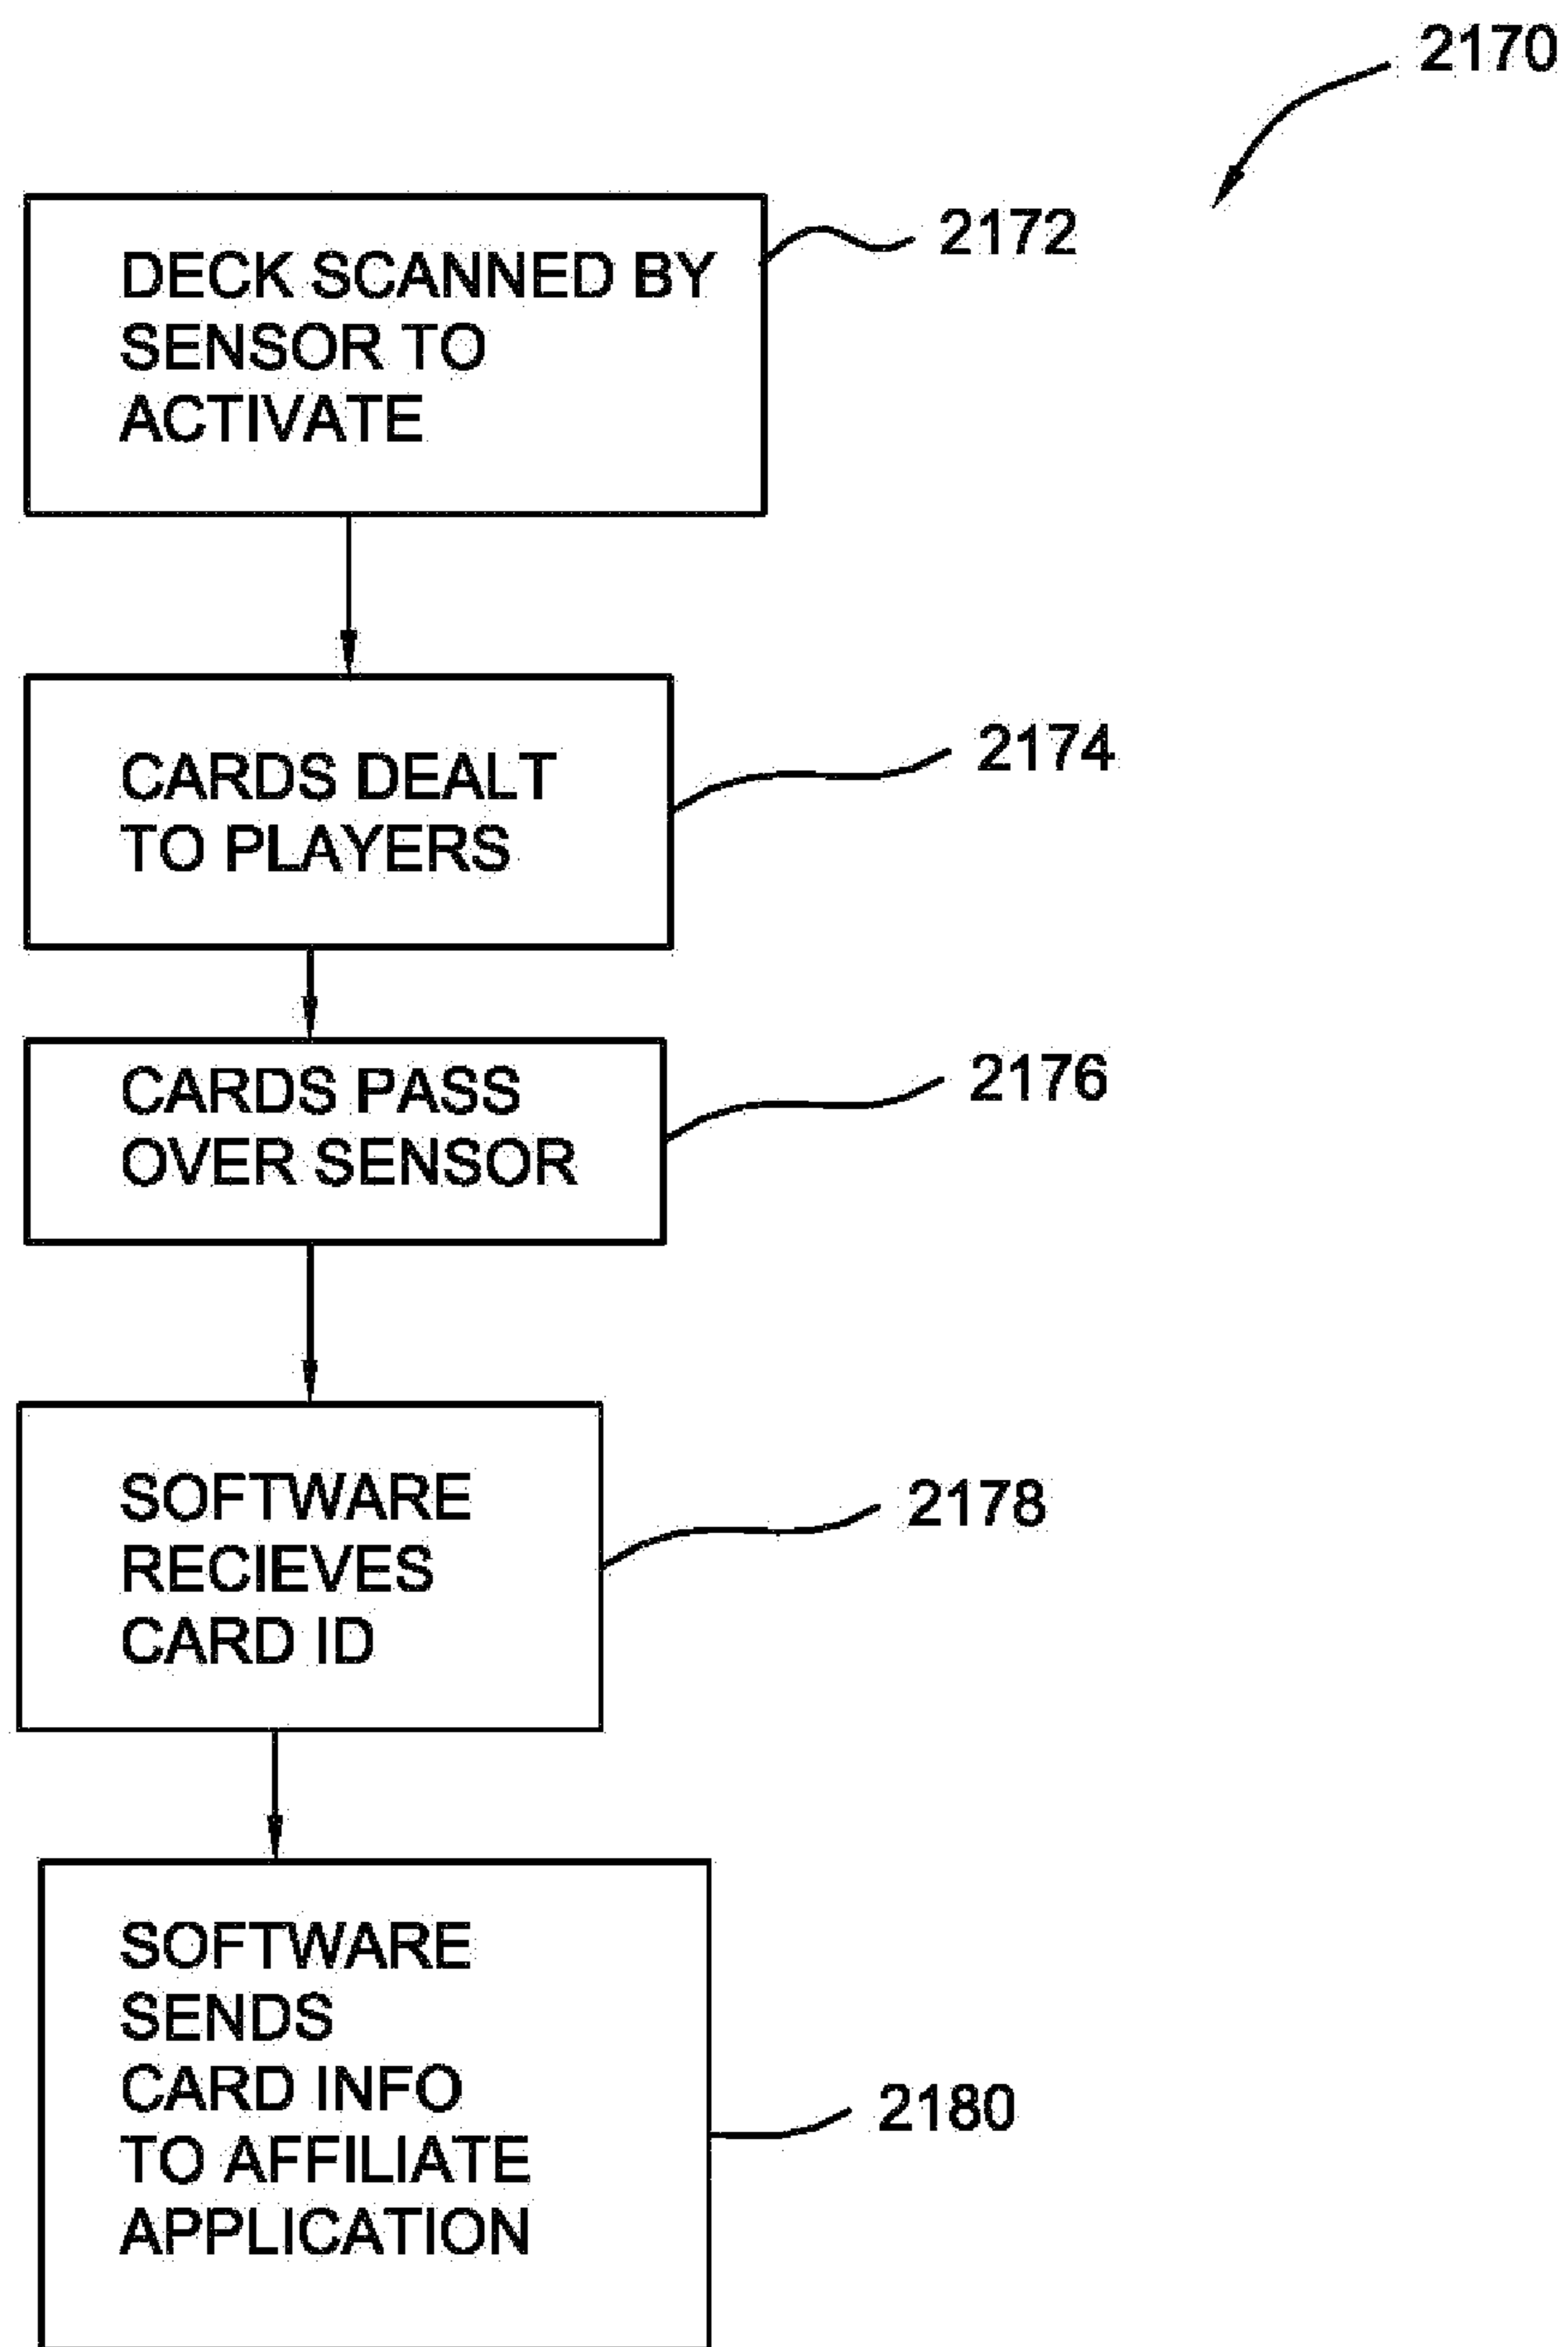 2170
DECK SCANNED BY
SENSOR TO
ACTIVATE
2172
CARDS DEALT
TO PLAYERS
2174
CARDS PASS
OVER SENSOR
2176
SOFTWARE
RECIEVES
CARD ID
2178
SOFTWARE
SENDS
CARD INFO
TO AFFILIATE
APPLICATION
2180